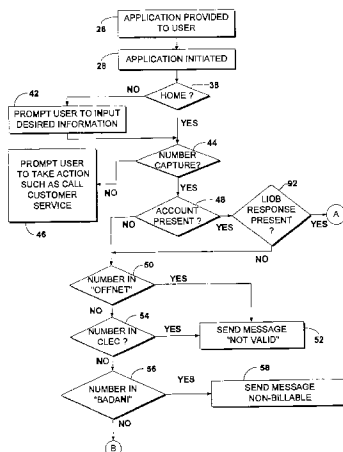 APPLICATION PROVIDED
TO USER
26
APPLICATION INITIATED
28
HOME ?
38
NO
YES
42
PROMPT USER TO INPUT
DESIRED INFORMATION
44
NUMBER
CAPTURE?
NO
YES
PROMPT USER
TO TAKE ACTION
SUCH AS CALL
CUSTOMER
SERVICE
46
48
ACCOUNT
PRESENT ?
NO
YES
92
LIOB
RESPONSE
PRESENT
?
YES
A
NO
50
NUMBER IN
"OFFNET"
YES
NO
54
NUMBER
IN CLEC ?
YES
SEND MESSAGE
"NOT VALID"
52
NO
56
NUMBER IN
"BADANI"
YES
58
SEND MESSAGE
NON-BILLABLE
NO
B